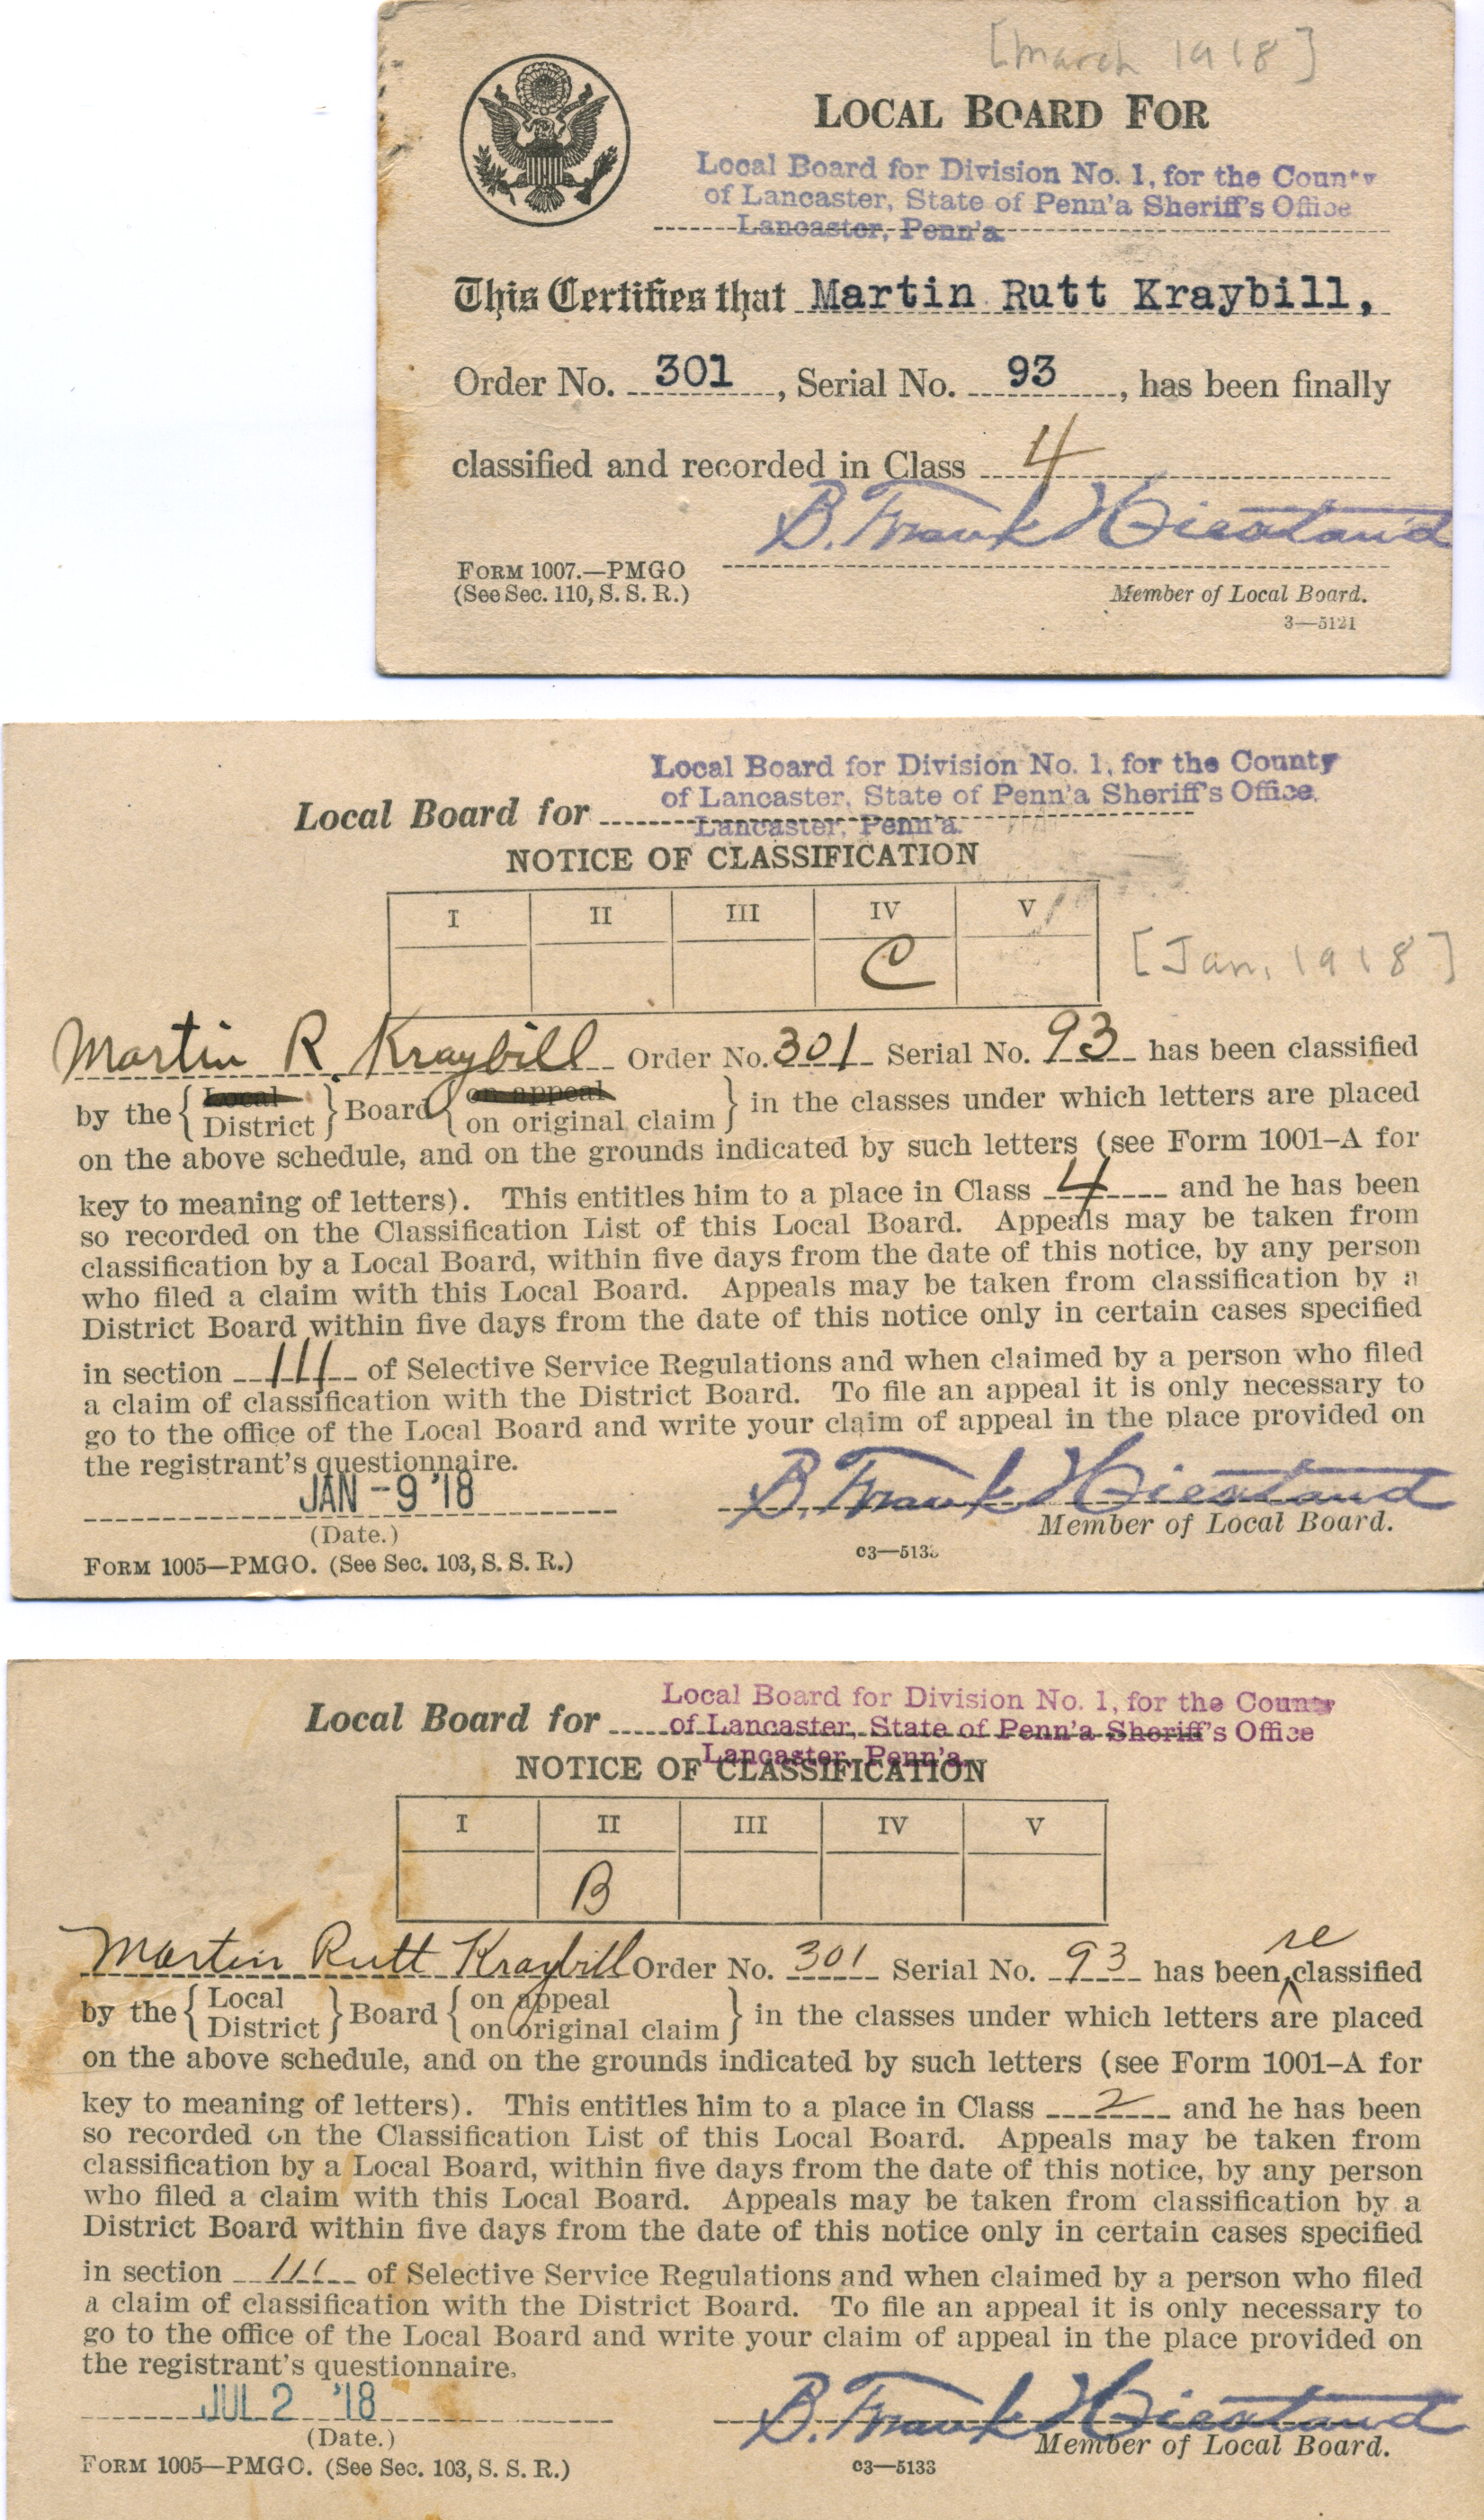 [March 1918]
LOCAL BOARD FOR
Local Board for Division No. 1, for the County
of Lancaster, State of Penn'a Sheriff's Office
Lancaster, Penn'a.
This Certifies that Martin Rutt Kraybill,
Order No. 301, Serial No. 93, has been finally
classified and recorded in Class 4
B. Frank Hiestand
FORM 1007.—PMGO
(See Sec. 110, S. S. R.)
Member of Local Board.
3—5121
Local Board for Division No. 1, for the County
of Lancaster, State of Penn'a Sheriff's Office,
Local Board for Lancaster, Penn'a.
NOTICE OF CLASSIFICATION
I II III IV V
C
[Jan, 1918]
Martin R. Kraybill Order No. 301 Serial No. 93 has been classified
by the { Local District } Board { on appeal on original claim } in the classes under which letters are placed
on the above schedule, and on the grounds indicated by such letters (see Form 1001–A for
key to meaning of letters). This entitles him to a place in Class 4 and he has been
so recorded on the Classification List of this Local Board. Appeals may be taken from
classification by a Local Board, within five days from the date of this notice, by any person
who filed a claim with this Local Board. Appeals may be taken from classification by a
District Board within five days from the date of this notice only in certain cases specified
in section 111 of Selective Service Regulations and when claimed by a person who filed
a claim of classification with the District Board. To file an appeal it is only necessary to
go to the office of the Local Board and write your claim of appeal in the place provided on
the registrant's questionnaire.
JAN -9 '18
B. Frank Hiestand
(Date.)
Member of Local Board.
FORM 1005—PMGO. (See Sec. 103, S. S. R.)
c3—5133
Local Board for Division No. 1, for the County
Local Board for of Lancaster, State of Penn'a Sheriff's Office
Lancaster, Penn'a.
NOTICE OF CLASSIFICATION
I II III IV V
B
re
Martin Rutt Kraybill Order No. 301 Serial No. 93 has been classified
by the { Local District } Board { on appeal on original claim } in the classes under which letters are placed
on the above schedule, and on the grounds indicated by such letters (see Form 1001–A for
key to meaning of letters). This entitles him to a place in Class 2 and he has been
so recorded on the Classification List of this Local Board. Appeals may be taken from
classification by a Local Board, within five days from the date of this notice, by any person
who filed a claim with this Local Board. Appeals may be taken from classification by a
District Board within five days from the date of this notice only in certain cases specified
in section 111 of Selective Service Regulations and when claimed by a person who filed
a claim of classification with the District Board. To file an appeal it is only necessary to
go to the office of the Local Board and write your claim of appeal in the place provided on
the registrant's questionnaire.
JUL 2 '18
B. Frank Hiestand
(Date.)
Member of Local Board.
FORM 1005—PMGO. (See Sec. 103, S. S. R.)
c3—5133